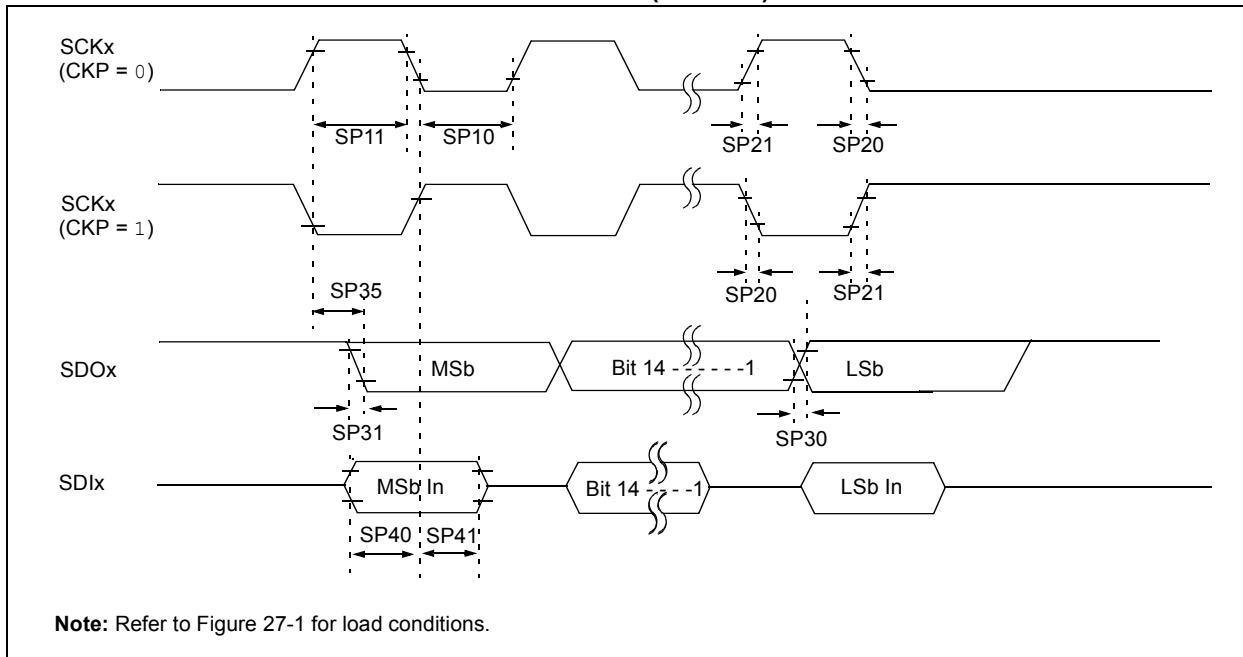 SCKx
(CKP = 0)
SP11
SP10
SP21
SP20
SCKx
(CKP = 1)
SP35
SP20
SP21
SDOx
MSb
Bit 14 - - - - - -1
LSb
SP31
SP30
SDIx
MSb In
Bit 14 - - - -1
LSb In
SP40
SP41
Note: Refer to Figure 27-1 for load conditions.